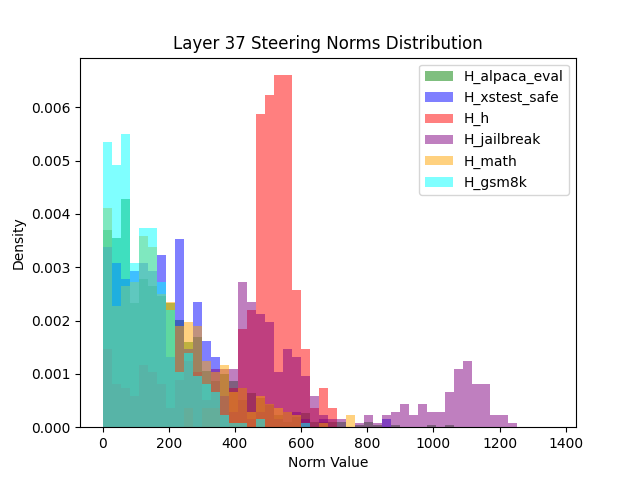 Layer 37 Steering Norms Distribution
H_alpaca_eval
H_xstest_safe
H_h
H_jailbreak
H_math
H_gsm8k
Density
0.006
0.005
0.004
0.003
0.002
0.001
0.000
0 200 400 600 800 1000 1200 1400
Norm Value